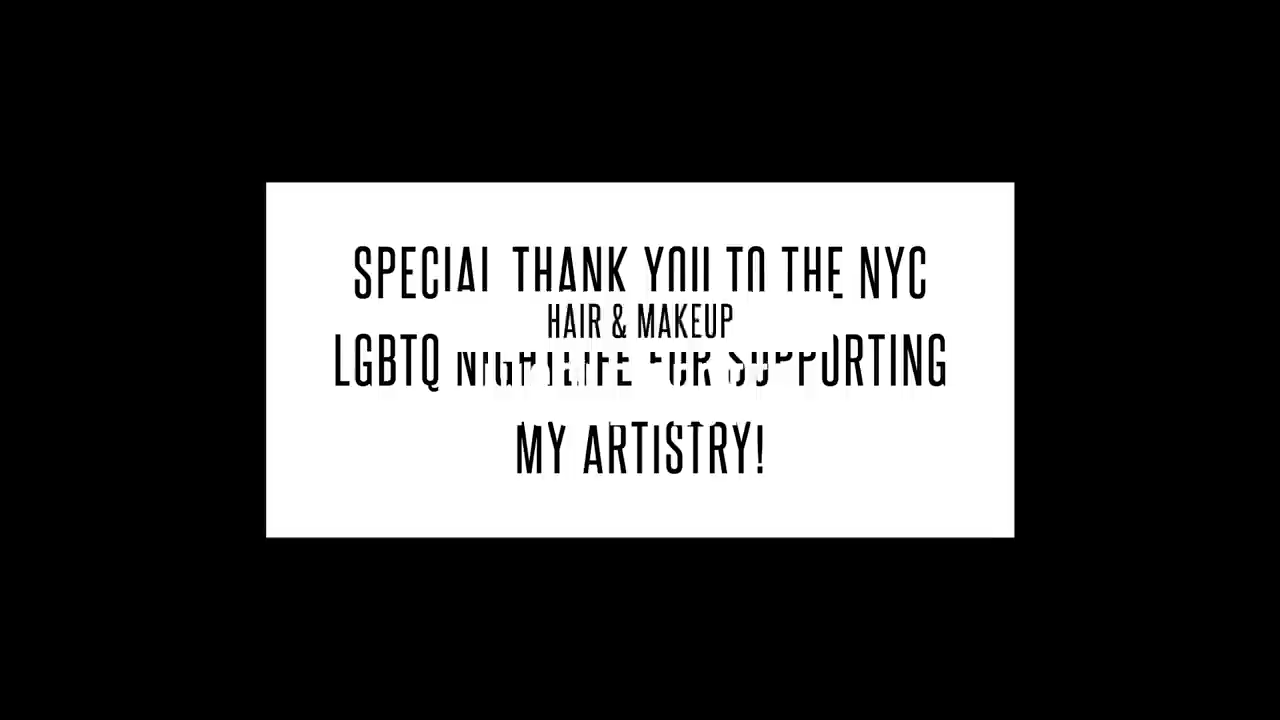 SPECIAL THANK YOU TO THE NYC
HAIR & MAKEUP
LGBTQ NIGHTLIFE FOR SUPPORTING
MY ARTISTRY!